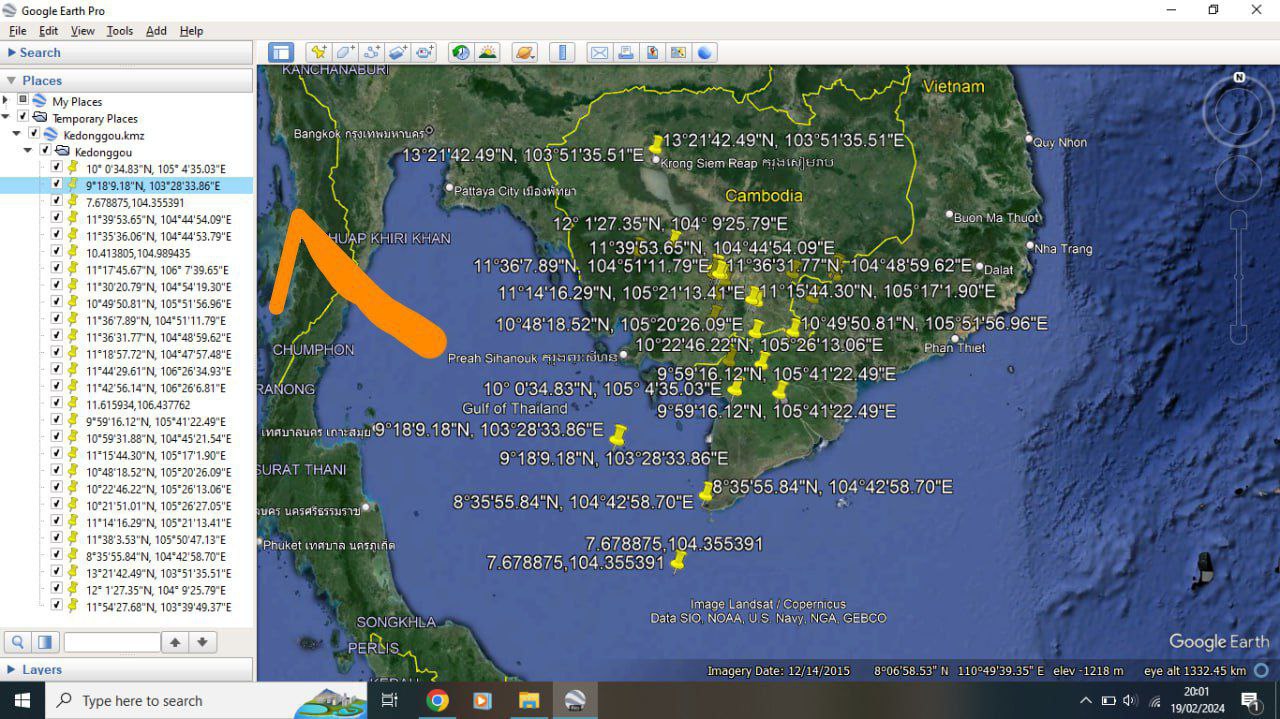 Google Earth Pro
File Edit View Tools Add Help
Search
Places
My Places
Temporary Places
Kedonggou.kmz
Kedonggou
10° 0'34.83"N, 105° 4'35.03"E
9°18'9.18"N, 103°28'33.86"E
7.678875,104.355391
11°39'53.65"N, 104°44'54.09"E
11°35'36.06"N, 104°44'53.79"E
10.413805,104.989435
11°17'45.67"N, 106° 7'39.65"E
11°30'20.79"N, 104°54'19.30"E
10°49'50.81"N, 105°51'56.96"E
11°36'7.89"N, 104°51'11.79"E
11°36'31.77"N, 104°48'59.62"E
11°18'57.72"N, 104°47'57.48"E
11°44'29.61"N, 106°26'34.93"E
11°42'56.14"N, 106°26'6.81"E
11.615934,106.437762
9°59'16.12"N, 105°41'22.49"E
10°59'31.88"N, 104°45'21.54"E
11°15'44.30"N, 105°17'1.90"E
10°48'18.52"N, 105°20'26.09"E
10°22'46.22"N, 105°26'13.06"E
10°21'51.01"N, 105°26'27.05"E
11°14'16.29"N, 105°21'13.41"E
11°38'3.53"N, 105°50'47.13"E
8°35'55.84"N, 104°42'58.70"E
13°21'42.49"N, 103°51'35.51"E
12° 1'27.35"N, 104° 9'25.79"E
11°54'27.68"N, 103°39'49.37"E
Layers
KANCHANABURI
Vietnam
N
Bangkok กรุงเทพมหานคร
13°21'42.49"N, 103°51'35.51"E
Quy Nhon
13°21'42.49"N, 103°51'35.51"E
Krong Siem Reap ក្រុងសៀមរាប
Pattaya City เมืองพัทยา
Cambodia
12° 1'27.35"N, 104° 9'25.79"E
Buon Ma Thuot
HUAP KHIRI KHAN
11°39'53.65"N, 104°44'54.09"E
Nha Trang
11°36'7.89"N, 104°51'11.79"E
11°36'31.77"N, 104°48'59.62"E
Dalat
11°14'16.29"N, 105°21'13.41"E
11°15'44.30"N, 105°17'1.90"E
10°48'18.52"N, 105°20'26.09"E
10°49'50.81"N, 105°51'56.96"E
CHUMPHON
10°22'46.22"N, 105°26'13.06"E
Phan Thiet
Preah Sihanouk ក្រុងព្រះសីហនុ
9°59'16.12"N, 105°41'22.49"E
RANONG
10° 0'34.83"N, 105° 4'35.03"E
Gulf of Thailand
9°59'16.12"N, 105°41'22.49"E
เทศบาลนคร เกาะสมุย
9°18'9.18"N, 103°28'33.86"E
9°18'9.18"N, 103°28'33.86"E
SURAT THANI
8°35'55.84"N, 104°42'58.70"E
8°35'55.84"N, 104°42'58.70"E
นคร นครศรีธรรมราช
Phuket เทศบาล นครภูเก็ต
7.678875,104.355391
7.678875,104.355391
Image Landsat / Copernicus
Data SIO, NOAA, U.S. Navy, NGA, GEBCO
SONGKHLA
PERLIS
Google Earth
Imagery Date: 12/14/2015 8°06'58.53" N 110°49'39.35" E elev -1218 m eye alt 1332.45 km
Type here to search
20:01
19/02/2024
1